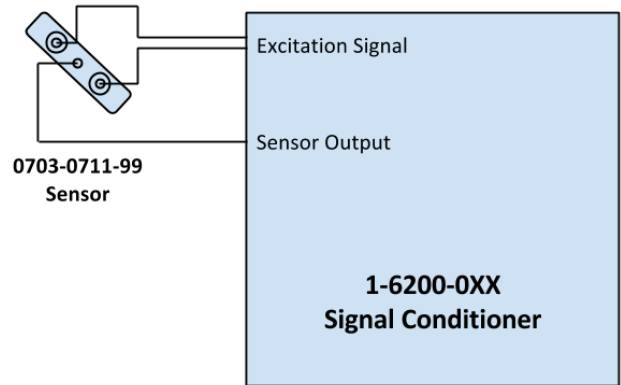 Excitation Signal
Sensor Output
0703-0711-99
Sensor
1-6200-0XX
Signal Conditioner